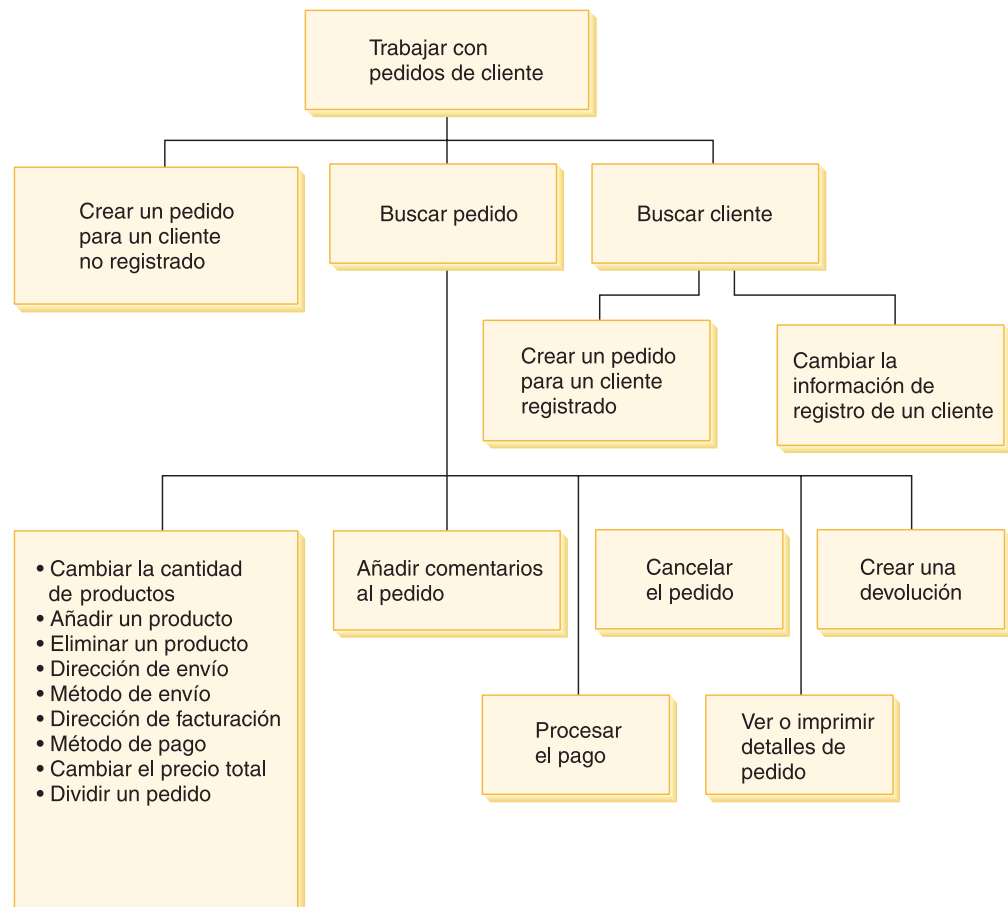 Trabajar con
pedidos de cliente
Crear un pedido
para un cliente
no registrado
Buscar pedido
Buscar cliente
Crear un pedido
para un cliente
registrado
Cambiar la
información de
registro de un cliente
• Cambiar la cantidad
de productos
• Añadir un producto
• Eliminar un producto
• Dirección de envío
• Método de envío
• Dirección de facturación
• Método de pago
• Cambiar el precio total
• Dividir un pedido
Añadir comentarios
al pedido
Cancelar
el pedido
Crear una
devolución
Procesar
el pago
Ver o imprimir
detalles de
pedido